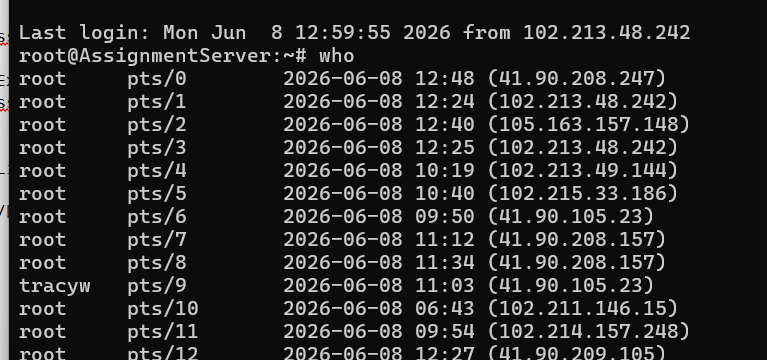 Last login: Mon Jun  8 12:59:55 2026 from 102.213.48.242
root@AssignmentServer:~# who
root     pts/0        2026-06-08 12:48 (41.90.208.247)
root     pts/1        2026-06-08 12:24 (102.213.48.242)
root     pts/2        2026-06-08 12:40 (105.163.157.148)
root     pts/3        2026-06-08 12:25 (102.213.48.242)
root     pts/4        2026-06-08 10:19 (102.213.49.144)
root     pts/5        2026-06-08 10:40 (102.215.33.186)
root     pts/6        2026-06-08 09:50 (41.90.105.23)
root     pts/7        2026-06-08 11:12 (41.90.208.157)
root     pts/8        2026-06-08 11:34 (41.90.208.157)
tracyw   pts/9        2026-06-08 11:03 (41.90.105.23)
root     pts/10       2026-06-08 06:43 (102.211.146.15)
root     pts/11       2026-06-08 09:54 (102.214.157.248)
root     pts/12       2026-06-08 12:27 (41.90.209.105)